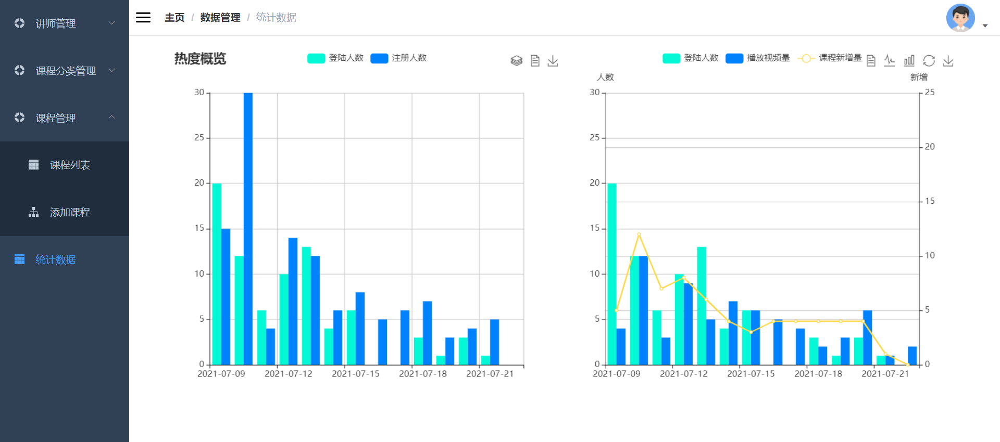 讲师管理
课程分类管理
课程管理
课程列表
添加课程
统计数据
主页 / 数据管理 / 统计数据
热度概览
登陆人数 注册人数
30
25
20
15
10
5
0
2021-07-09 2021-07-12 2021-07-15 2021-07-18 2021-07-21
登陆人数 播放视频量 课程新增量
人数
新增
30
25
20
15
10
5
0
25
20
15
10
5
0
2021-07-09 2021-07-12 2021-07-15 2021-07-18 2021-07-21